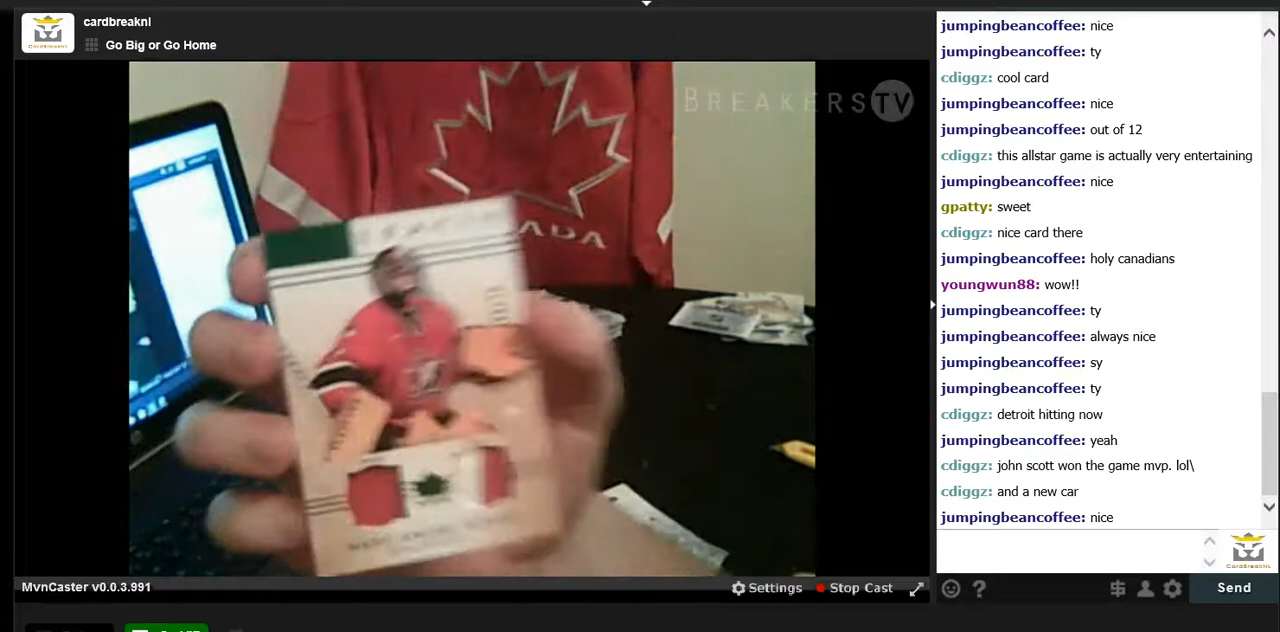 cardbreaknl
Go Big or Go Home
BREAKERSTV
ADA
MvnCaster v0.0.3.991
Settings
Stop Cast
jumpingbeancoffee: nice
jumpingbeancoffee: ty
cdiggz: cool card
jumpingbeancoffee: nice
jumpingbeancoffee: out of 12
cdiggz: this allstar game is actually very entertaining
jumpingbeancoffee: nice
gpatty: sweet
cdiggz: nice card there
jumpingbeancoffee: holy canadians
youngwun88: wow!!
jumpingbeancoffee: ty
jumpingbeancoffee: always nice
jumpingbeancoffee: sy
jumpingbeancoffee: ty
cdiggz: detroit hitting now
jumpingbeancoffee: yeah
cdiggz: john scott won the game mvp. lol\
cdiggz: and a new car
jumpingbeancoffee: nice
CARDBREAKNL
?
Send